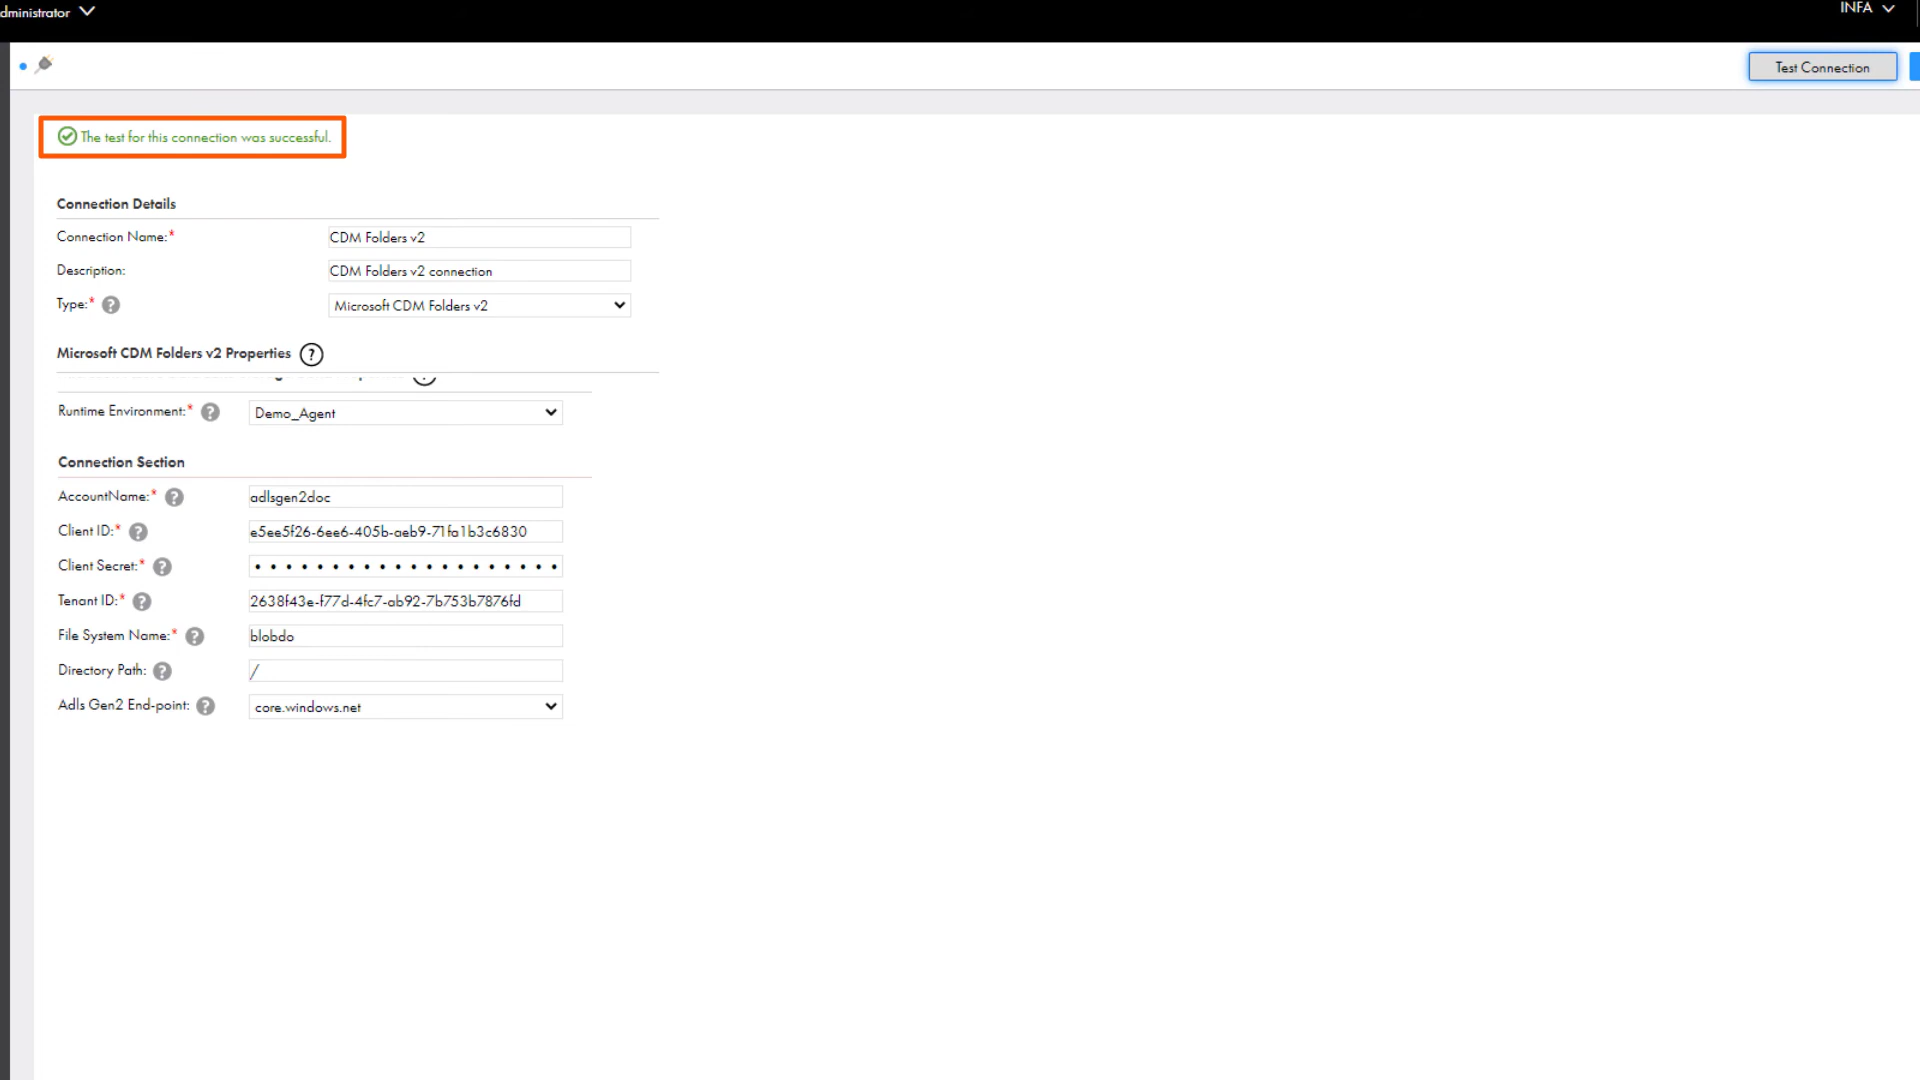 dministrator
INFA
Test Connection
The test for this connection was successful.
Connection Details
Connection Name:* CDM Folders v2
Description: CDM Folders v2 connection
Type:* ? Microsoft CDM Folders v2
Microsoft CDM Folders v2 Properties ?
Runtime Environment:* ? Demo_Agent
Connection Section
AccountName:* ? adlsgen2doc
Client ID:* ? e5ee5f26-6ee6-405b-aeb9-71fa1b3c6830
Client Secret:* ?
Tenant ID:* ? 2638f43e-f77d-4fc7-ab92-7b753b7876fd
File System Name:* ? blobdo
Directory Path: ? /
Adls Gen2 End-point: ? core.windows.net